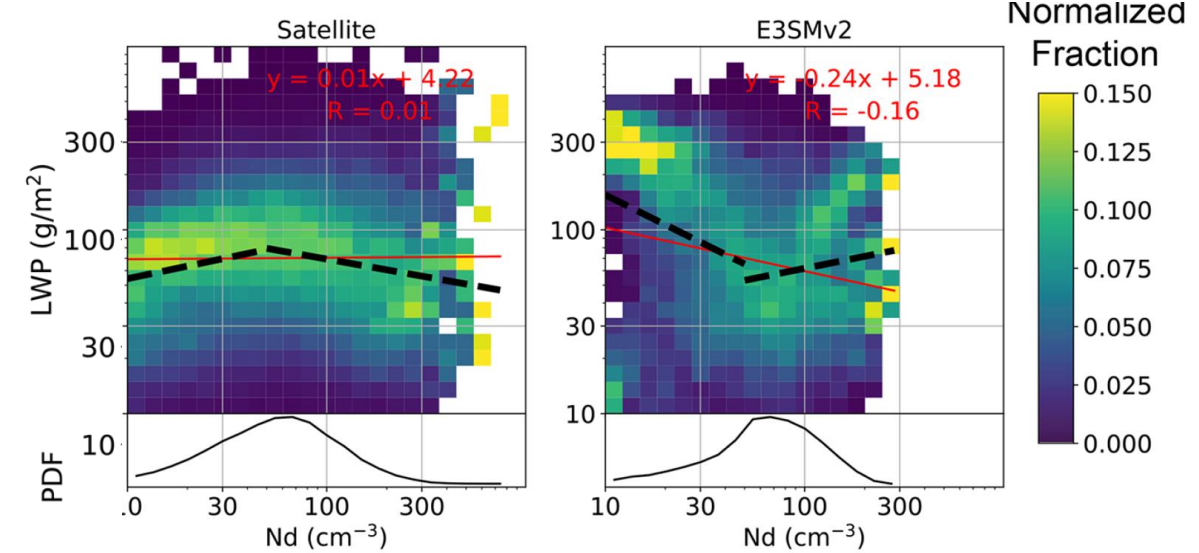 Normalized
Fraction
Satellite
y = 0.01x + 4.22
R = 0.01
LWP (g/m²)
300
100
30
10
PDF
.0
30
100
300
Nd (cm⁻³)
E3SMv2
y = -0.24x + 5.18
R = -0.16
300
100
30
10
10
30
100
300
Nd (cm⁻³)
0.150
0.125
0.100
0.075
0.050
0.025
0.000